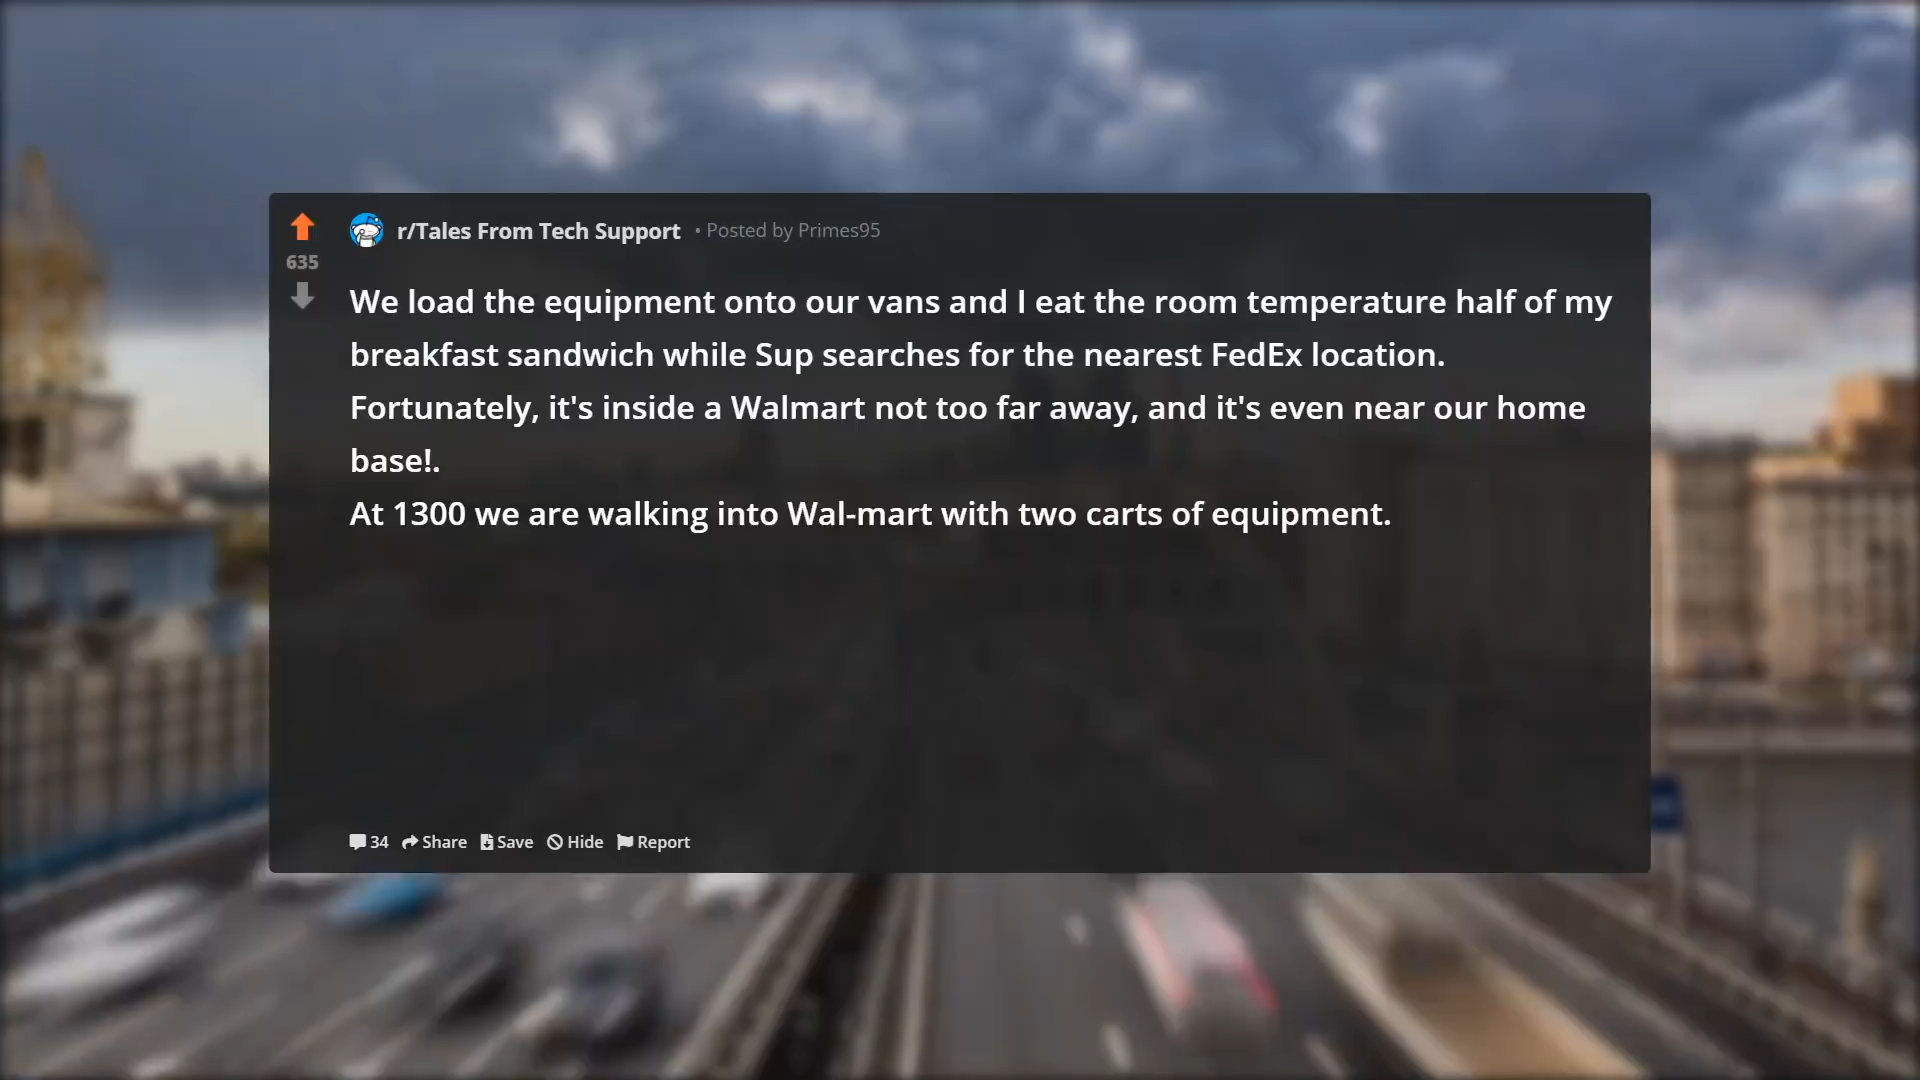 r/Tales From Tech Support • Posted by Primes95
635
We load the equipment onto our vans and I eat the room temperature half of my
breakfast sandwich while Sup searches for the nearest FedEx location.
Fortunately, it's inside a Walmart not too far away, and it's even near our home
base!.
At 1300 we are walking into Wal-mart with two carts of equipment.
34 Share Save Hide Report